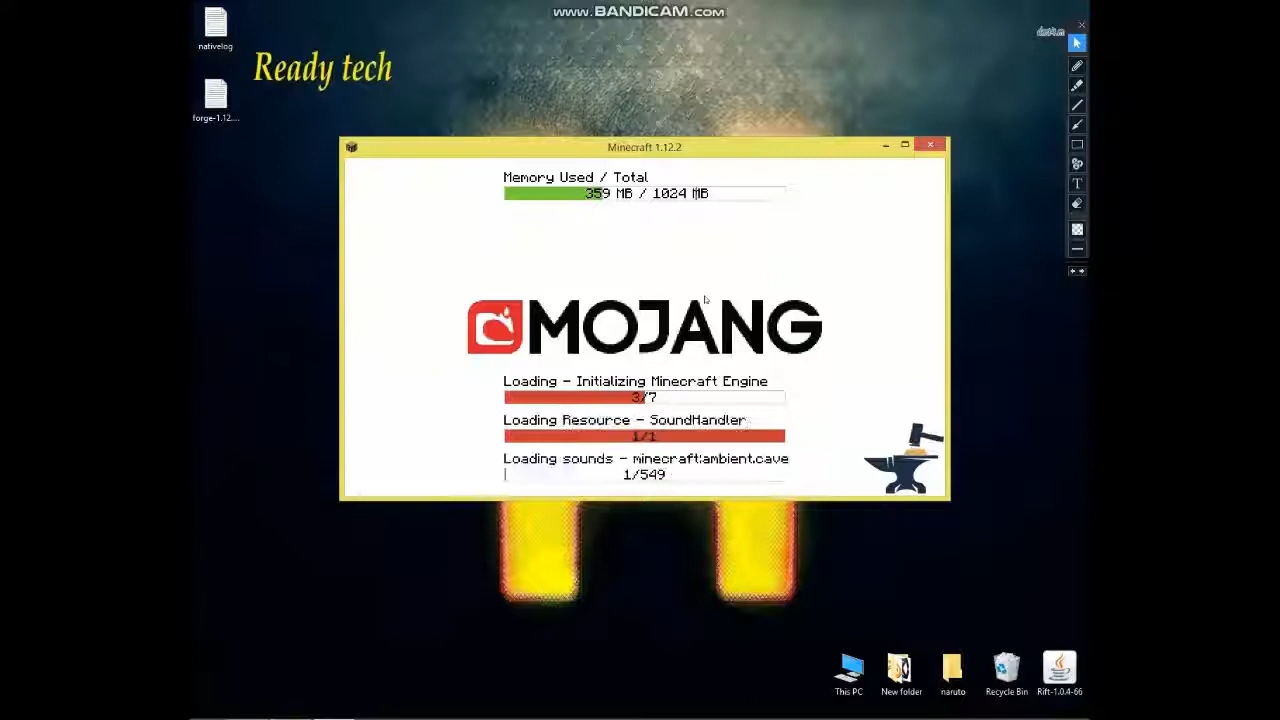 www.BANDICAM.com
nativelog
Ready tech
forge-1.12....
Minecraft 1.12.2
Memory Used / Total
359 MB / 1024 MB
MOJANG
Loading - Initializing Minecraft Engine
3/7
Loading Resource - SoundHandler
1/1
Loading sounds - minecraft:ambient.cave
1/549
This PC
New folder
naruto
Recycle Bin
Rift-1.0.4-66